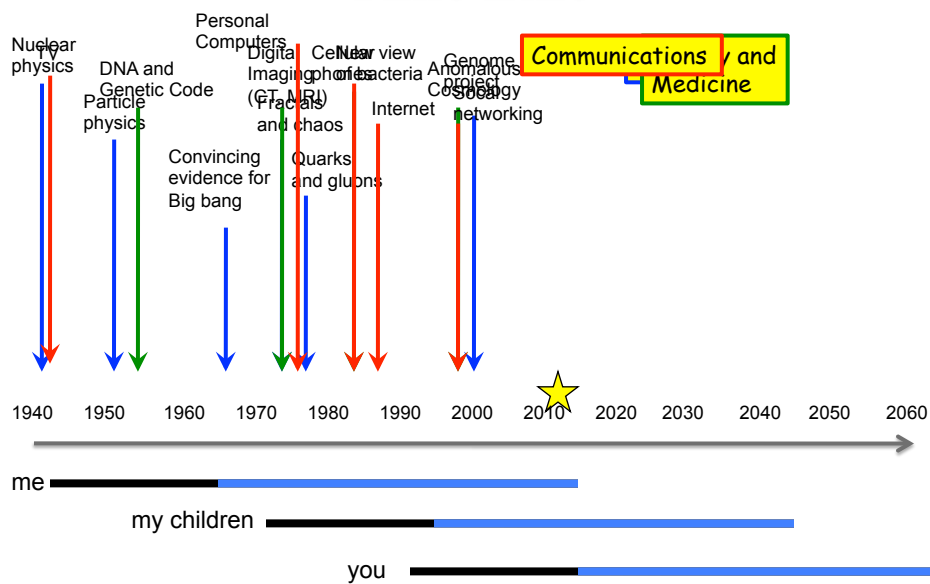 Nuclear
physics
TV
Particle
physics
DNA and
Genetic Code
Convincing
evidence for
Big bang
Personal
Computers
Digital
Imaging
(CT, MRI)
Fractals
and chaos
Quarks
and gluons
Cellular
phones
New view
of bacteria
Internet
Anomalous
Cosmology
Genome
project
Social
networking
Communications
y and
Medicine
1940 1950 1960 1970 1980 1990 2000 2010 2020 2030 2040 2050 2060
me
my children
you